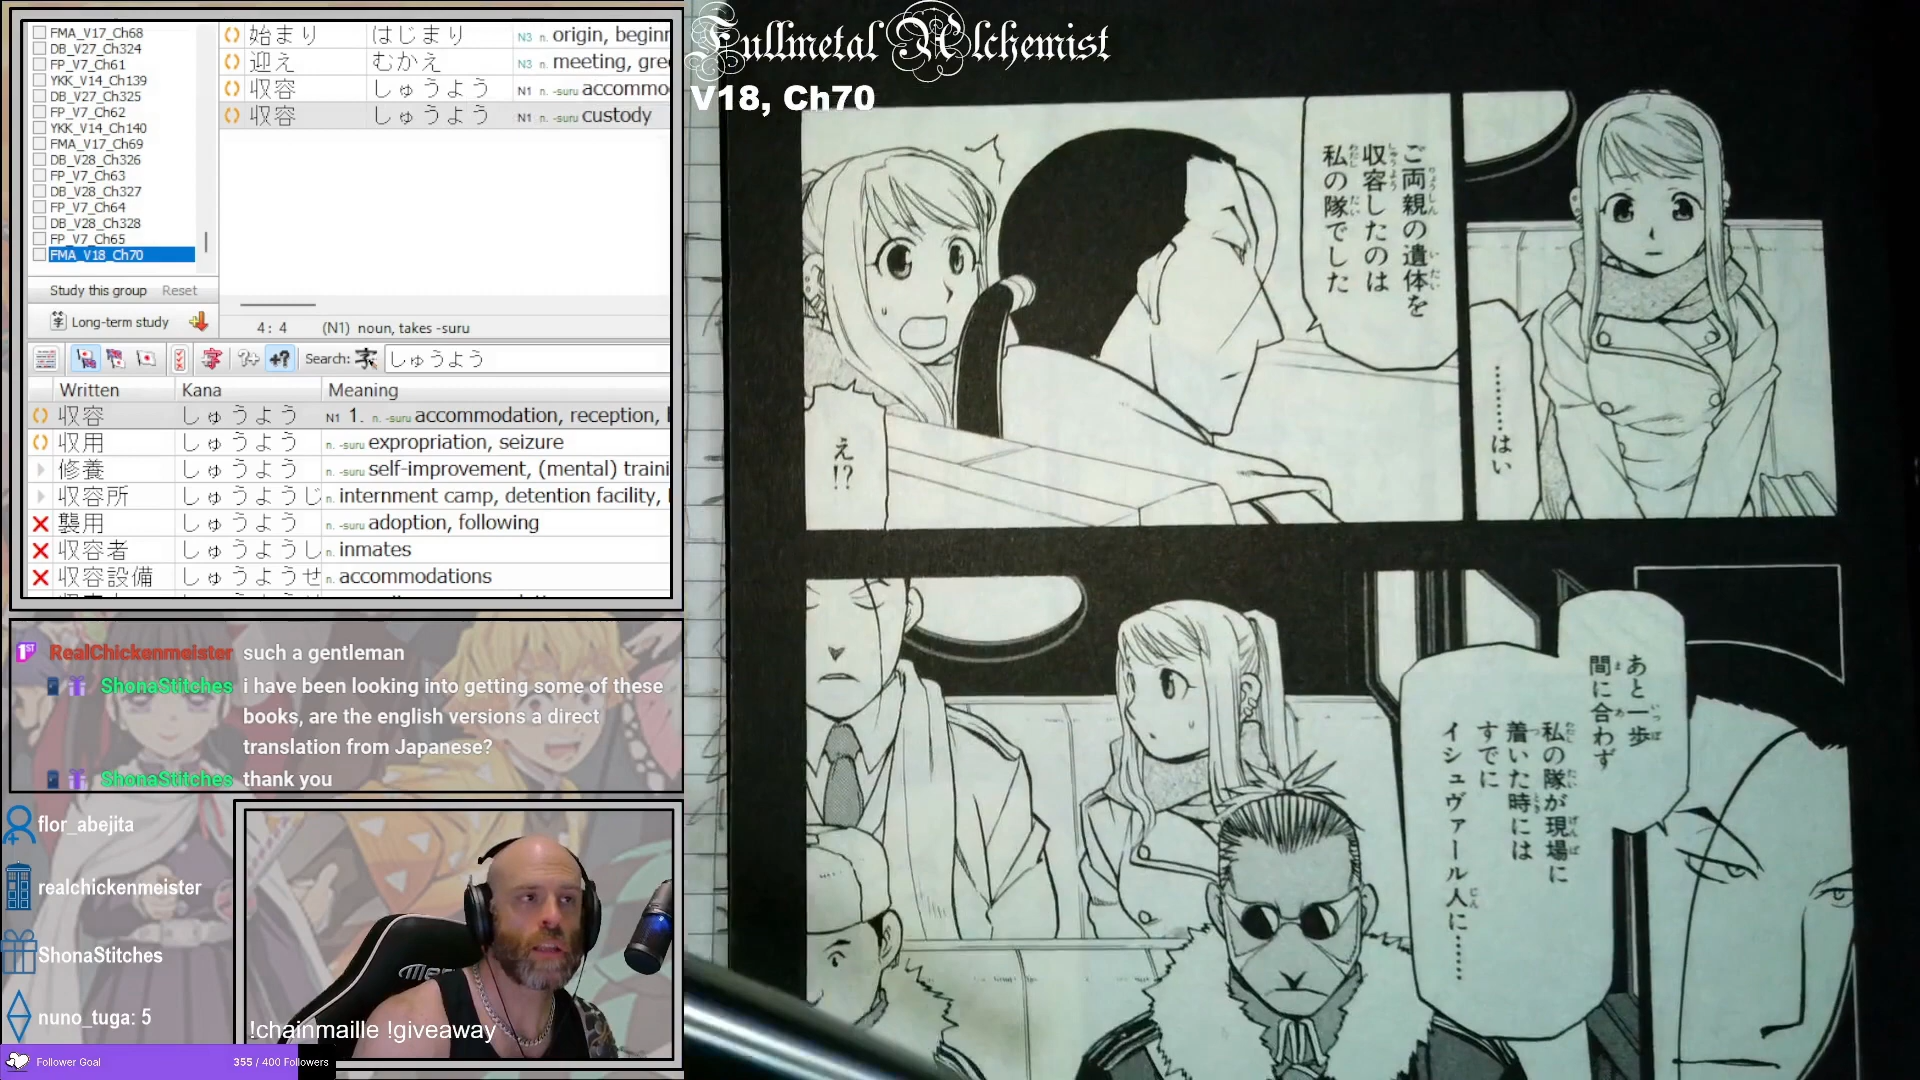 FMA_V17_Ch68
DB_V27_Ch324
FP_V7_Ch61
YKK_V14_Ch139
DB_V27_Ch325
FP_V7_Ch62
YKK_V14_Ch140
FMA_V17_Ch69
DB_V28_Ch326
FP_V7_Ch63
DB_V28_Ch327
FP_V7_Ch64
DB_V28_Ch328
FP_V7_Ch65
FMA_V18_Ch70
Study this group Reset
Long-term study
始まり はじまり N3 n. origin, beginn
迎え むかえ N3 n. meeting, gree
収容 しゅうよう N1 n. -suru accommo
収容 しゅうよう N1 n. -suru custody
4: 4 (N1) noun, takes -suru
Search: しゅうよう
Written Kana Meaning
収容 しゅうよう N1 1. n. -suru accommodation, reception,
収用 しゅうよう n. -suru expropriation, seizure
修養 しゅうよう n. -suru self-improvement, (mental) traini
収容所 しゅうようじ n. internment camp, detention facility,
襲用 しゅうよう n. -suru adoption, following
収容者 しゅうようし n. inmates
収容設備 しゅうようせ n. accommodations
1ST RealChickenmeister such a gentleman
ShonaStitches i have been looking into getting some of these
books, are the english versions a direct
translation from Japanese?
ShonaStitches thank you
flor_abejita
realchickenmeister
ShonaStitches
nuno_tuga: 5
!chainmaille !giveaway
Follower Goal 355 / 400 Followers
Fullmetal Alchemist
V18, Ch70
………はい
ご両親の遺体を
収容したのは
私の隊でした
え!?
あと一歩
間に合わず
私の隊が現場に
着いた時には
すでに
イシュヴァール人に……